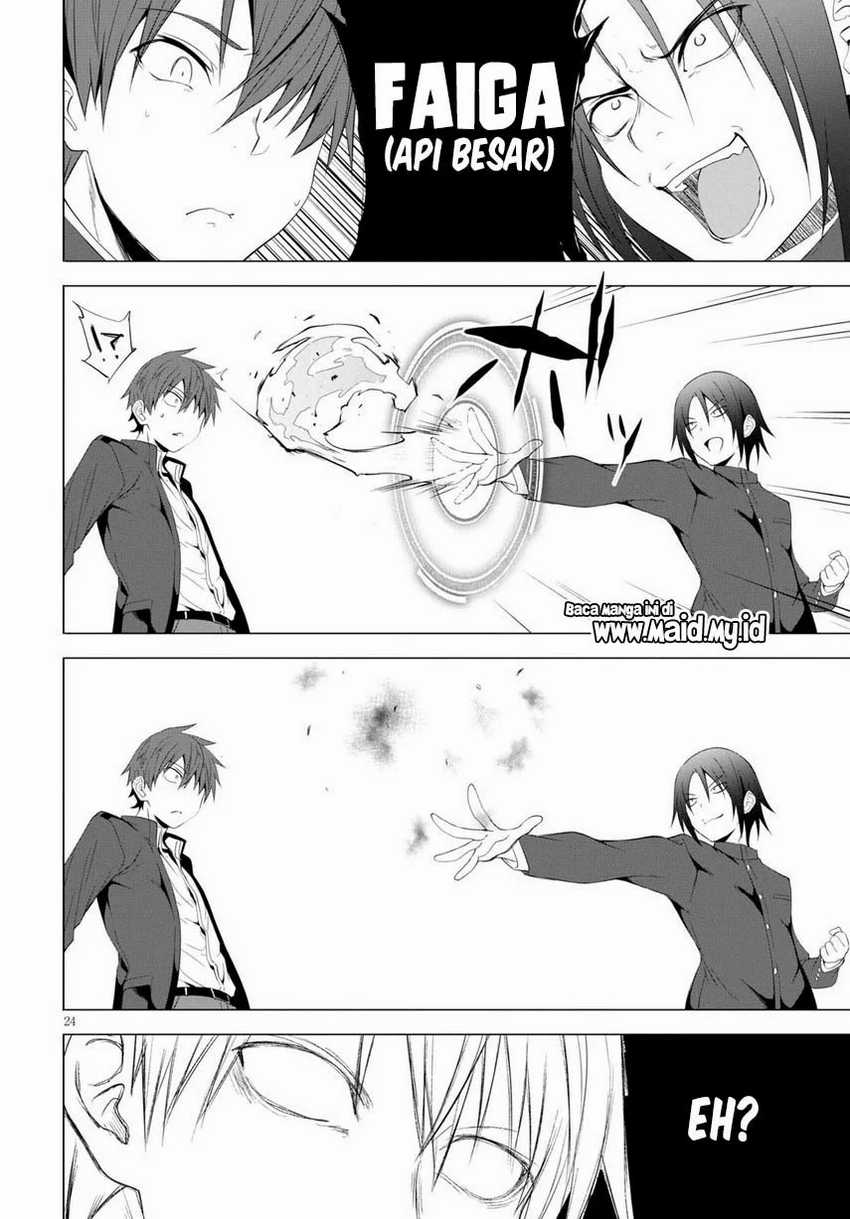 FAIGA
(API BESAR)
!?
BACA MANGA INI DI
www.MAID.MY.ID
24
EH?